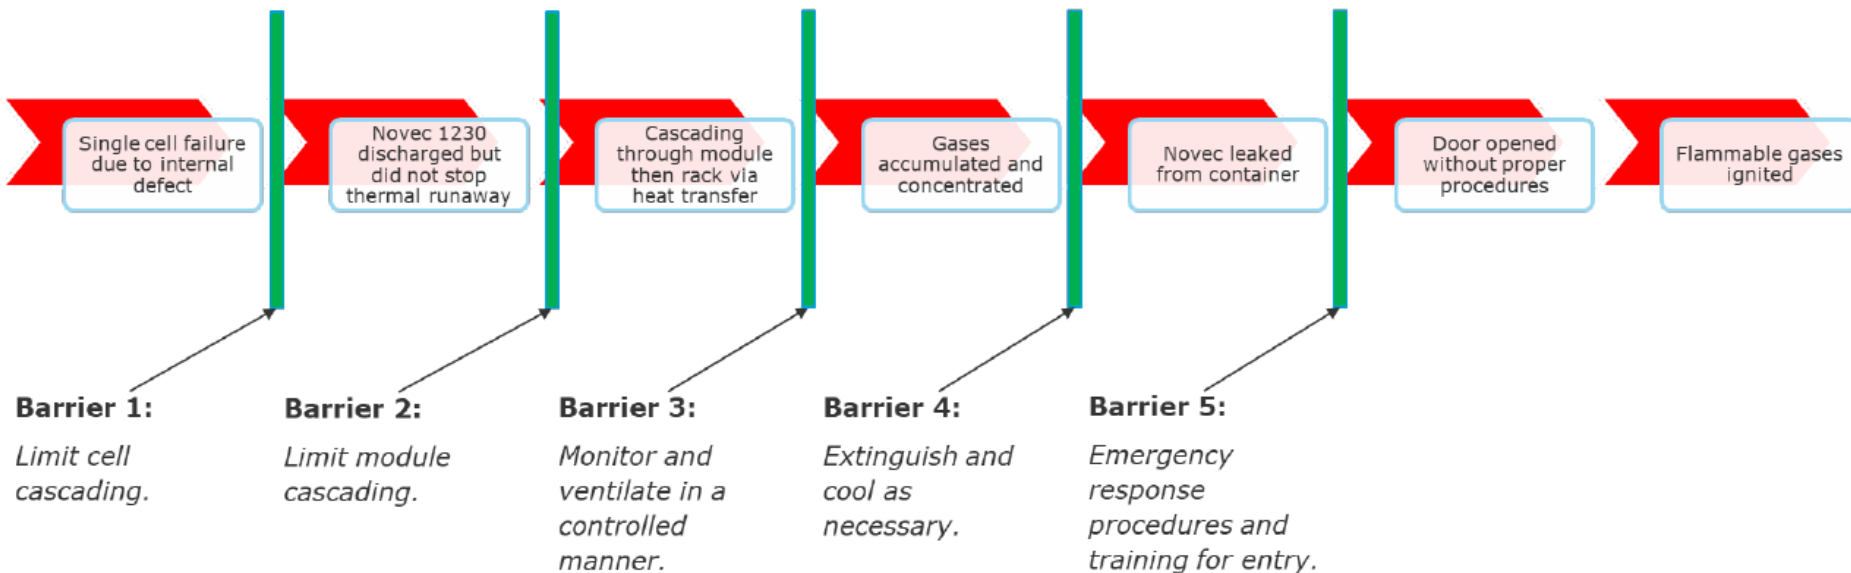 Single cell failure
due to internal
defect
Novec 1230
discharged but
did not stop
thermal runaway
Cascading
through module
then rack via
heat transfer
Gases
accumulated and
concentrated
Novec leaked
from container
Door opened
without proper
procedures
Flammable gases
ignited
Barrier 1:
Limit cell
cascading.
Barrier 2:
Limit module
cascading.
Barrier 3:
Monitor and
ventilate in a
controlled
manner.
Barrier 4:
Extinguish and
cool as
necessary.
Barrier 5:
Emergency
response
procedures and
training for entry.